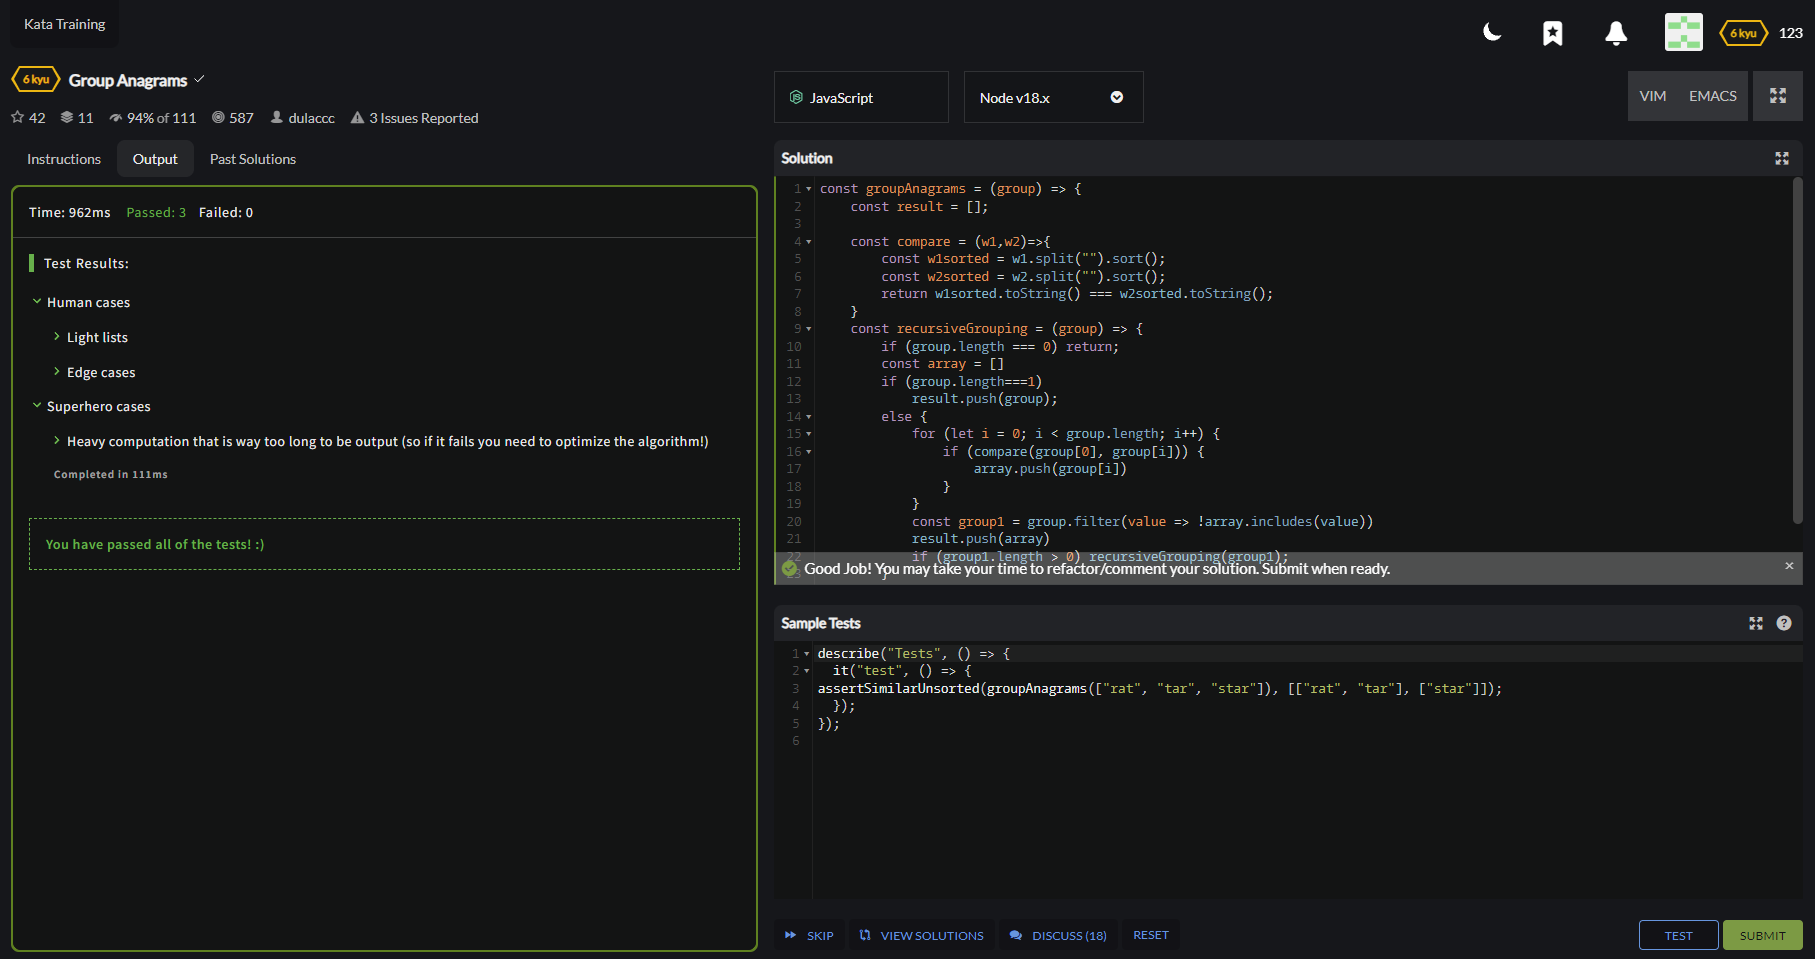 Kata Training
6 kyu 123
6 kyu Group Anagrams
42 11 94% of 111 587 dulaccc 3 Issues Reported
Instructions Output Past Solutions
Time: 962ms Passed: 3 Failed: 0
Test Results:
Human cases
Light lists
Edge cases
Superhero cases
Heavy computation that is way too long to be output (so if it fails you need to optimize the algorithm!)
Completed in 111ms
You have passed all of the tests! :)
JavaScript
Node v18.x
VIM EMACS
Solution
1 const groupAnagrams = (group) => {
2     const result = [];
3
4     const compare = (w1,w2)=>{
5         const w1sorted = w1.split("").sort();
6         const w2sorted = w2.split("").sort();
7         return w1sorted.toString() === w2sorted.toString();
8     }
9     const recursiveGrouping = (group) => {
10         if (group.length === 0) return;
11         const array = []
12         if (group.length===1)
13             result.push(group);
14         else {
15             for (let i = 0; i < group.length; i++) {
16                 if (compare(group[0], group[i])) {
17                     array.push(group[i])
18                 }
19             }
20             const group1 = group.filter(value => !array.includes(value))
21             result.push(array)
22             if (group1.length > 0) recursiveGrouping(group1);
23         }
Good Job! You may take your time to refactor/comment your solution. Submit when ready. ×
Sample Tests
?
1 describe("Tests", () => {
2   it("test", () => {
3 assertSimilarUnsorted(groupAnagrams(["rat", "tar", "star"]), [["rat", "tar"], ["star"]]);
4   });
5 });
6
SKIP VIEW SOLUTIONS DISCUSS (18) RESET TEST SUBMIT